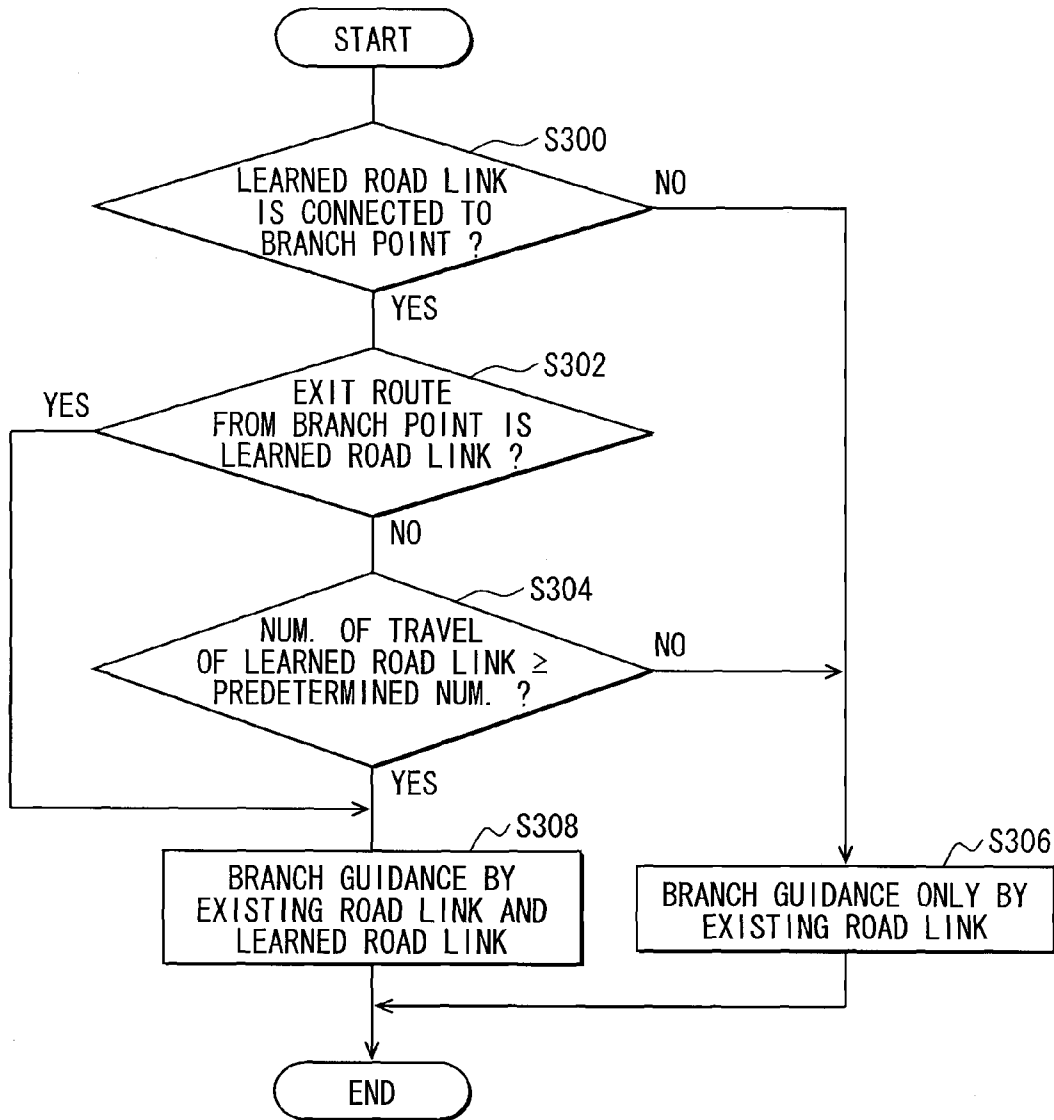 START
S300
LEARNED ROAD LINK
IS CONNECTED TO
BRANCH POINT ?
NO
YES
S302
EXIT ROUTE
FROM BRANCH POINT IS
LEARNED ROAD LINK ?
YES
NO
S304
NUM. OF TRAVEL
OF LEARNED ROAD LINK ≥
PREDETERMINED NUM. ?
NO
YES
S308
BRANCH GUIDANCE BY
EXISTING ROAD LINK AND
LEARNED ROAD LINK
S306
BRANCH GUIDANCE ONLY BY
EXISTING ROAD LINK
END